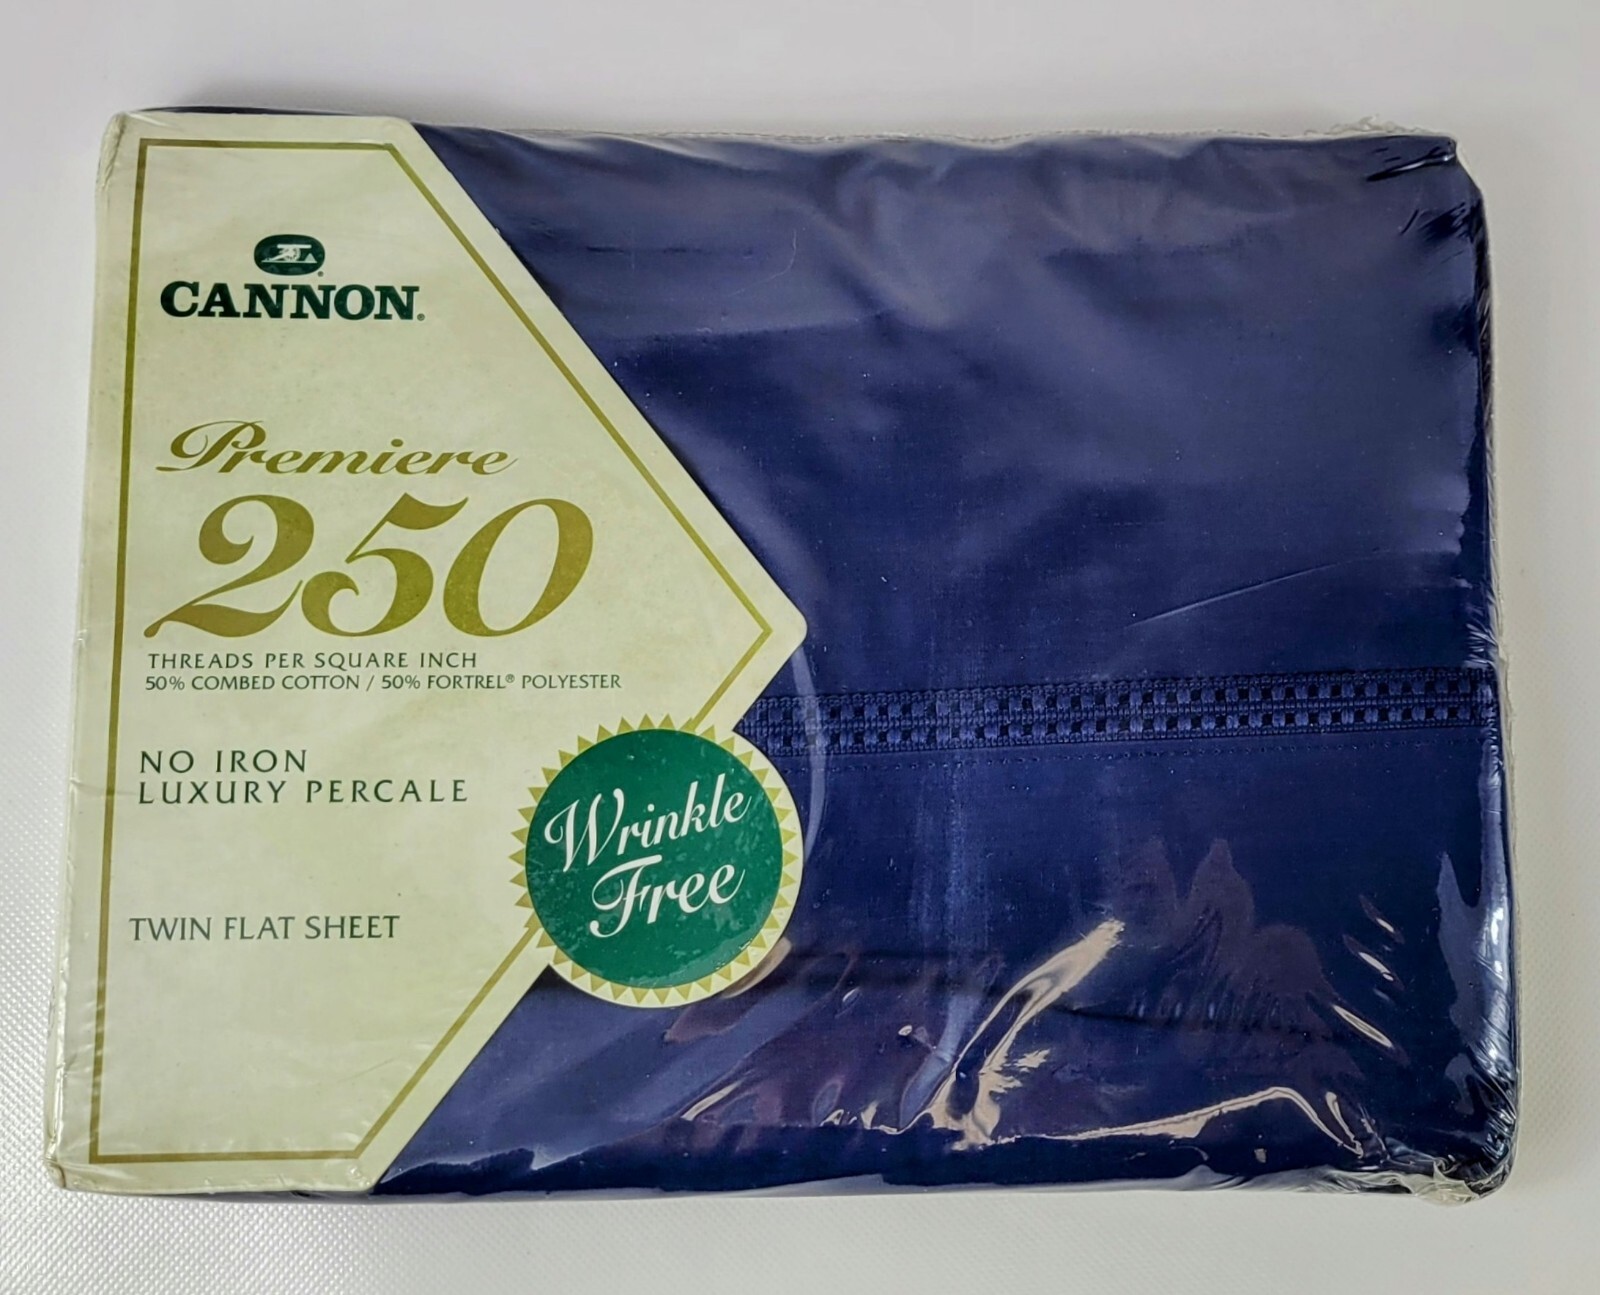 CANNON®
Premiere
250
THREADS PER SQUARE INCH
50% COMBED COTTON / 50% FORTREL® POLYESTER
NO IRON
LUXURY PERCALE
Wrinkle
Free
TWIN FLAT SHEET